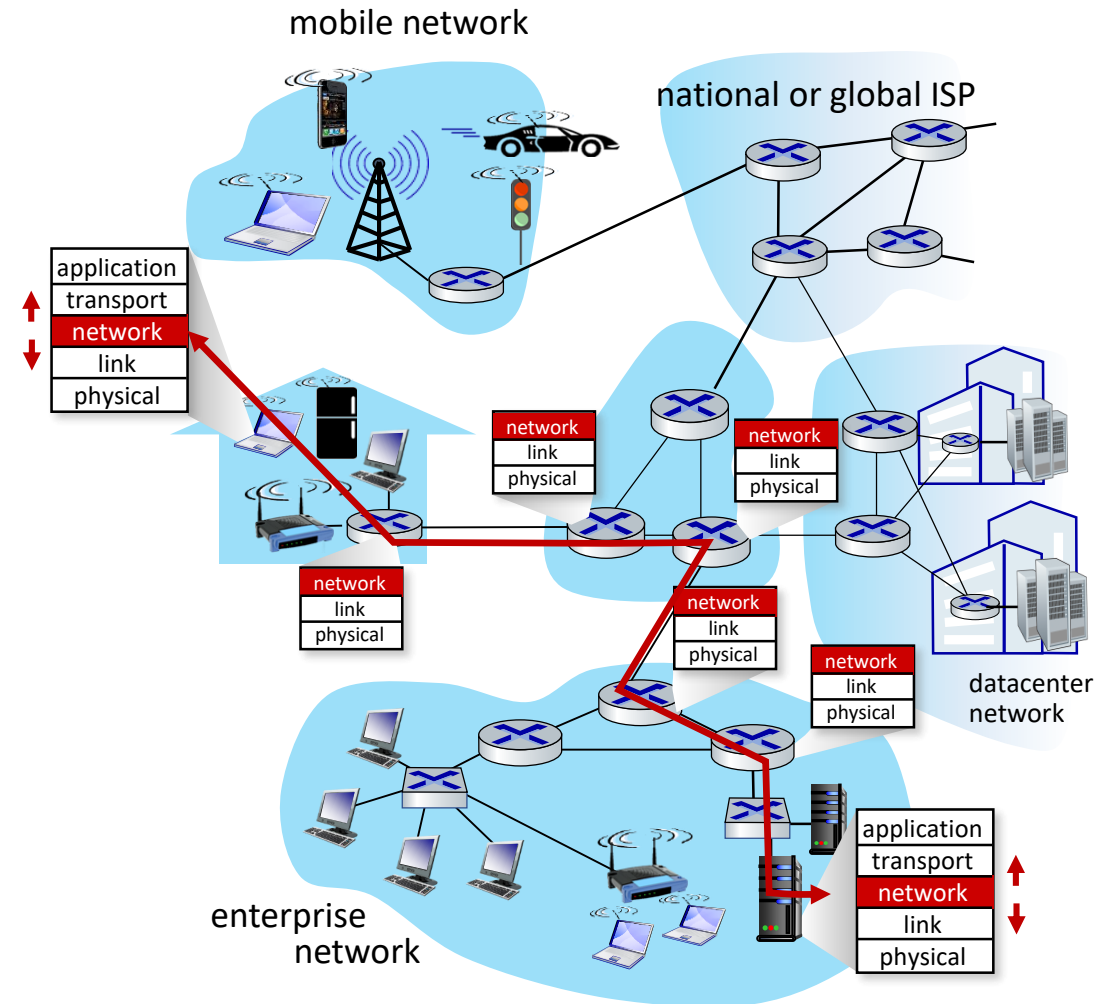 mobile network
national or global ISP
application
transport
network
link
physical
network
link
physical
network
link
physical
network
link
physical
network
link
physical
network
link
physical
datacenter
network
application
transport
network
link
physical
enterprise
network